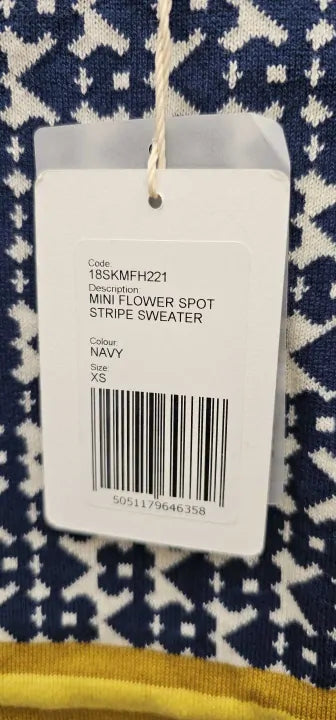 Code:
18SKMFH221
Description:
MINI FLOWER SPOT
STRIPE SWEATER
Colour:
NAVY
Size:
XS
5051179646358